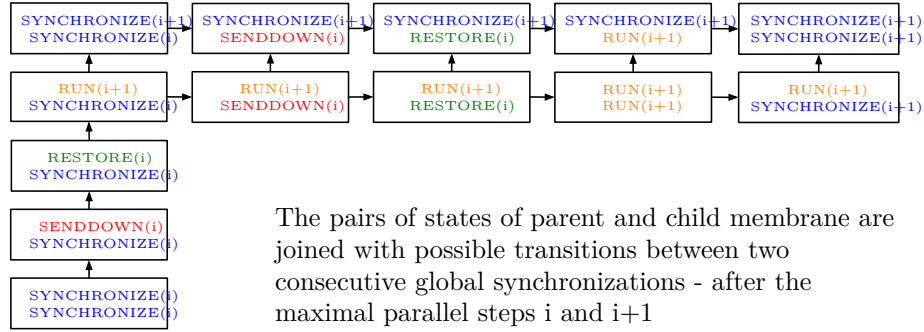 SYNCHRONIZE(i+1) SYNCHRONIZE(i+1) SYNCHRONIZE(i+1) SYNCHRONIZE(i+1) SYNCHRONIZE(i+1)
SYNCHRONIZE(i) SENDDOWN(i) RESTORE(i) RUN(i+1) SYNCHRONIZE(i+1)
RUN(i+1) RUN(i+1) RUN(i+1) RUN(i+1) RUN(i+1)
SYNCHRONIZE(i) SENDDOWN(i) RESTORE(i) RUN(i+1) SYNCHRONIZE(i+1)
RESTORE(i)
SYNCHRONIZE(i)
SENDDOWN(i)
SYNCHRONIZE(i)
SYNCHRONIZE(i)
SYNCHRONIZE(i)
The pairs of states of parent and child membrane are
joined with possible transitions between two
consecutive global synchronizations - after the
maximal parallel steps i and i+1